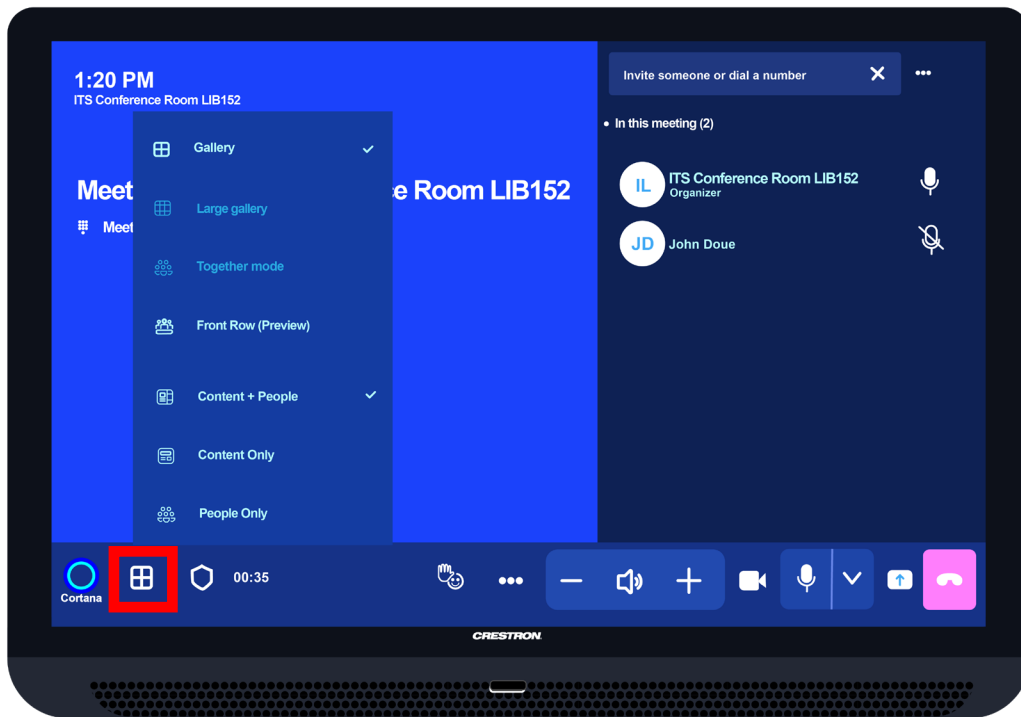 1:20 PM
ITS Conference Room LIB152
Meet
e Room LIB152
Meet
Gallery
Large gallery
Together mode
Front Row (Preview)
Content + People
Content Only
People Only
Invite someone or dial a number
In this meeting (2)
IL
ITS Conference Room LIB152
Organizer
JD
John Doue
Cortana
00:35
CRESTRON.